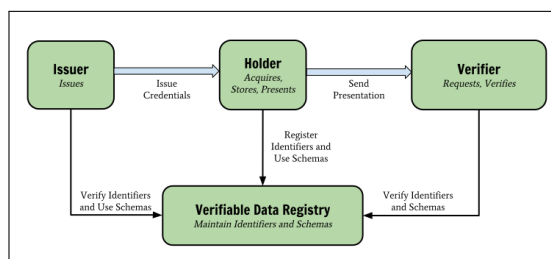 Issuer
Issues
Issue
Credentials
Holder
Acquires,
Stores, Presents
Send
Presentation
Verifier
Requests, Verifies
Register
Identifiers and
Use Schemas
Verify Identifiers
and Use Schemas
Verifiable Data Registry
Maintain Identifiers and Schemas
Verify Identifiers
and Schemas